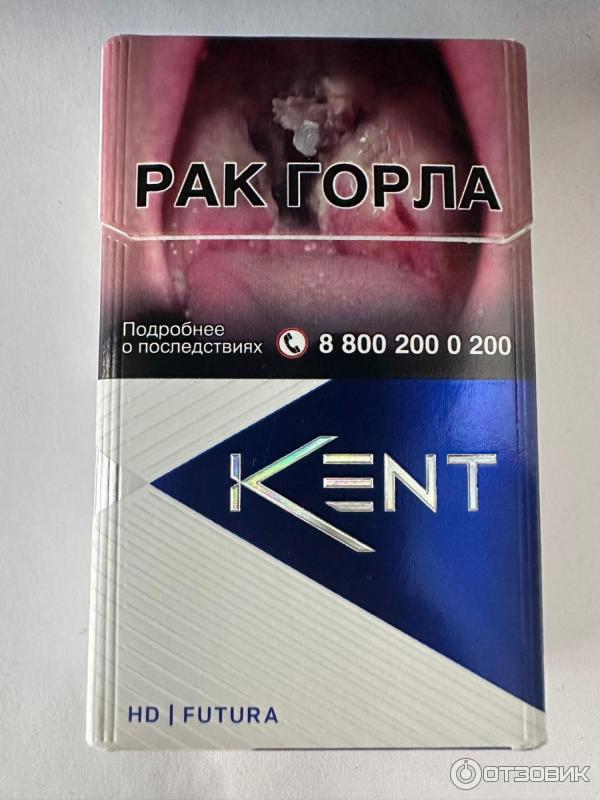 РАК ГОРЛА
Подробнее
о последствиях
8 800 200 0 200
KENT
HD | FUTURA
ОТЗОВИК